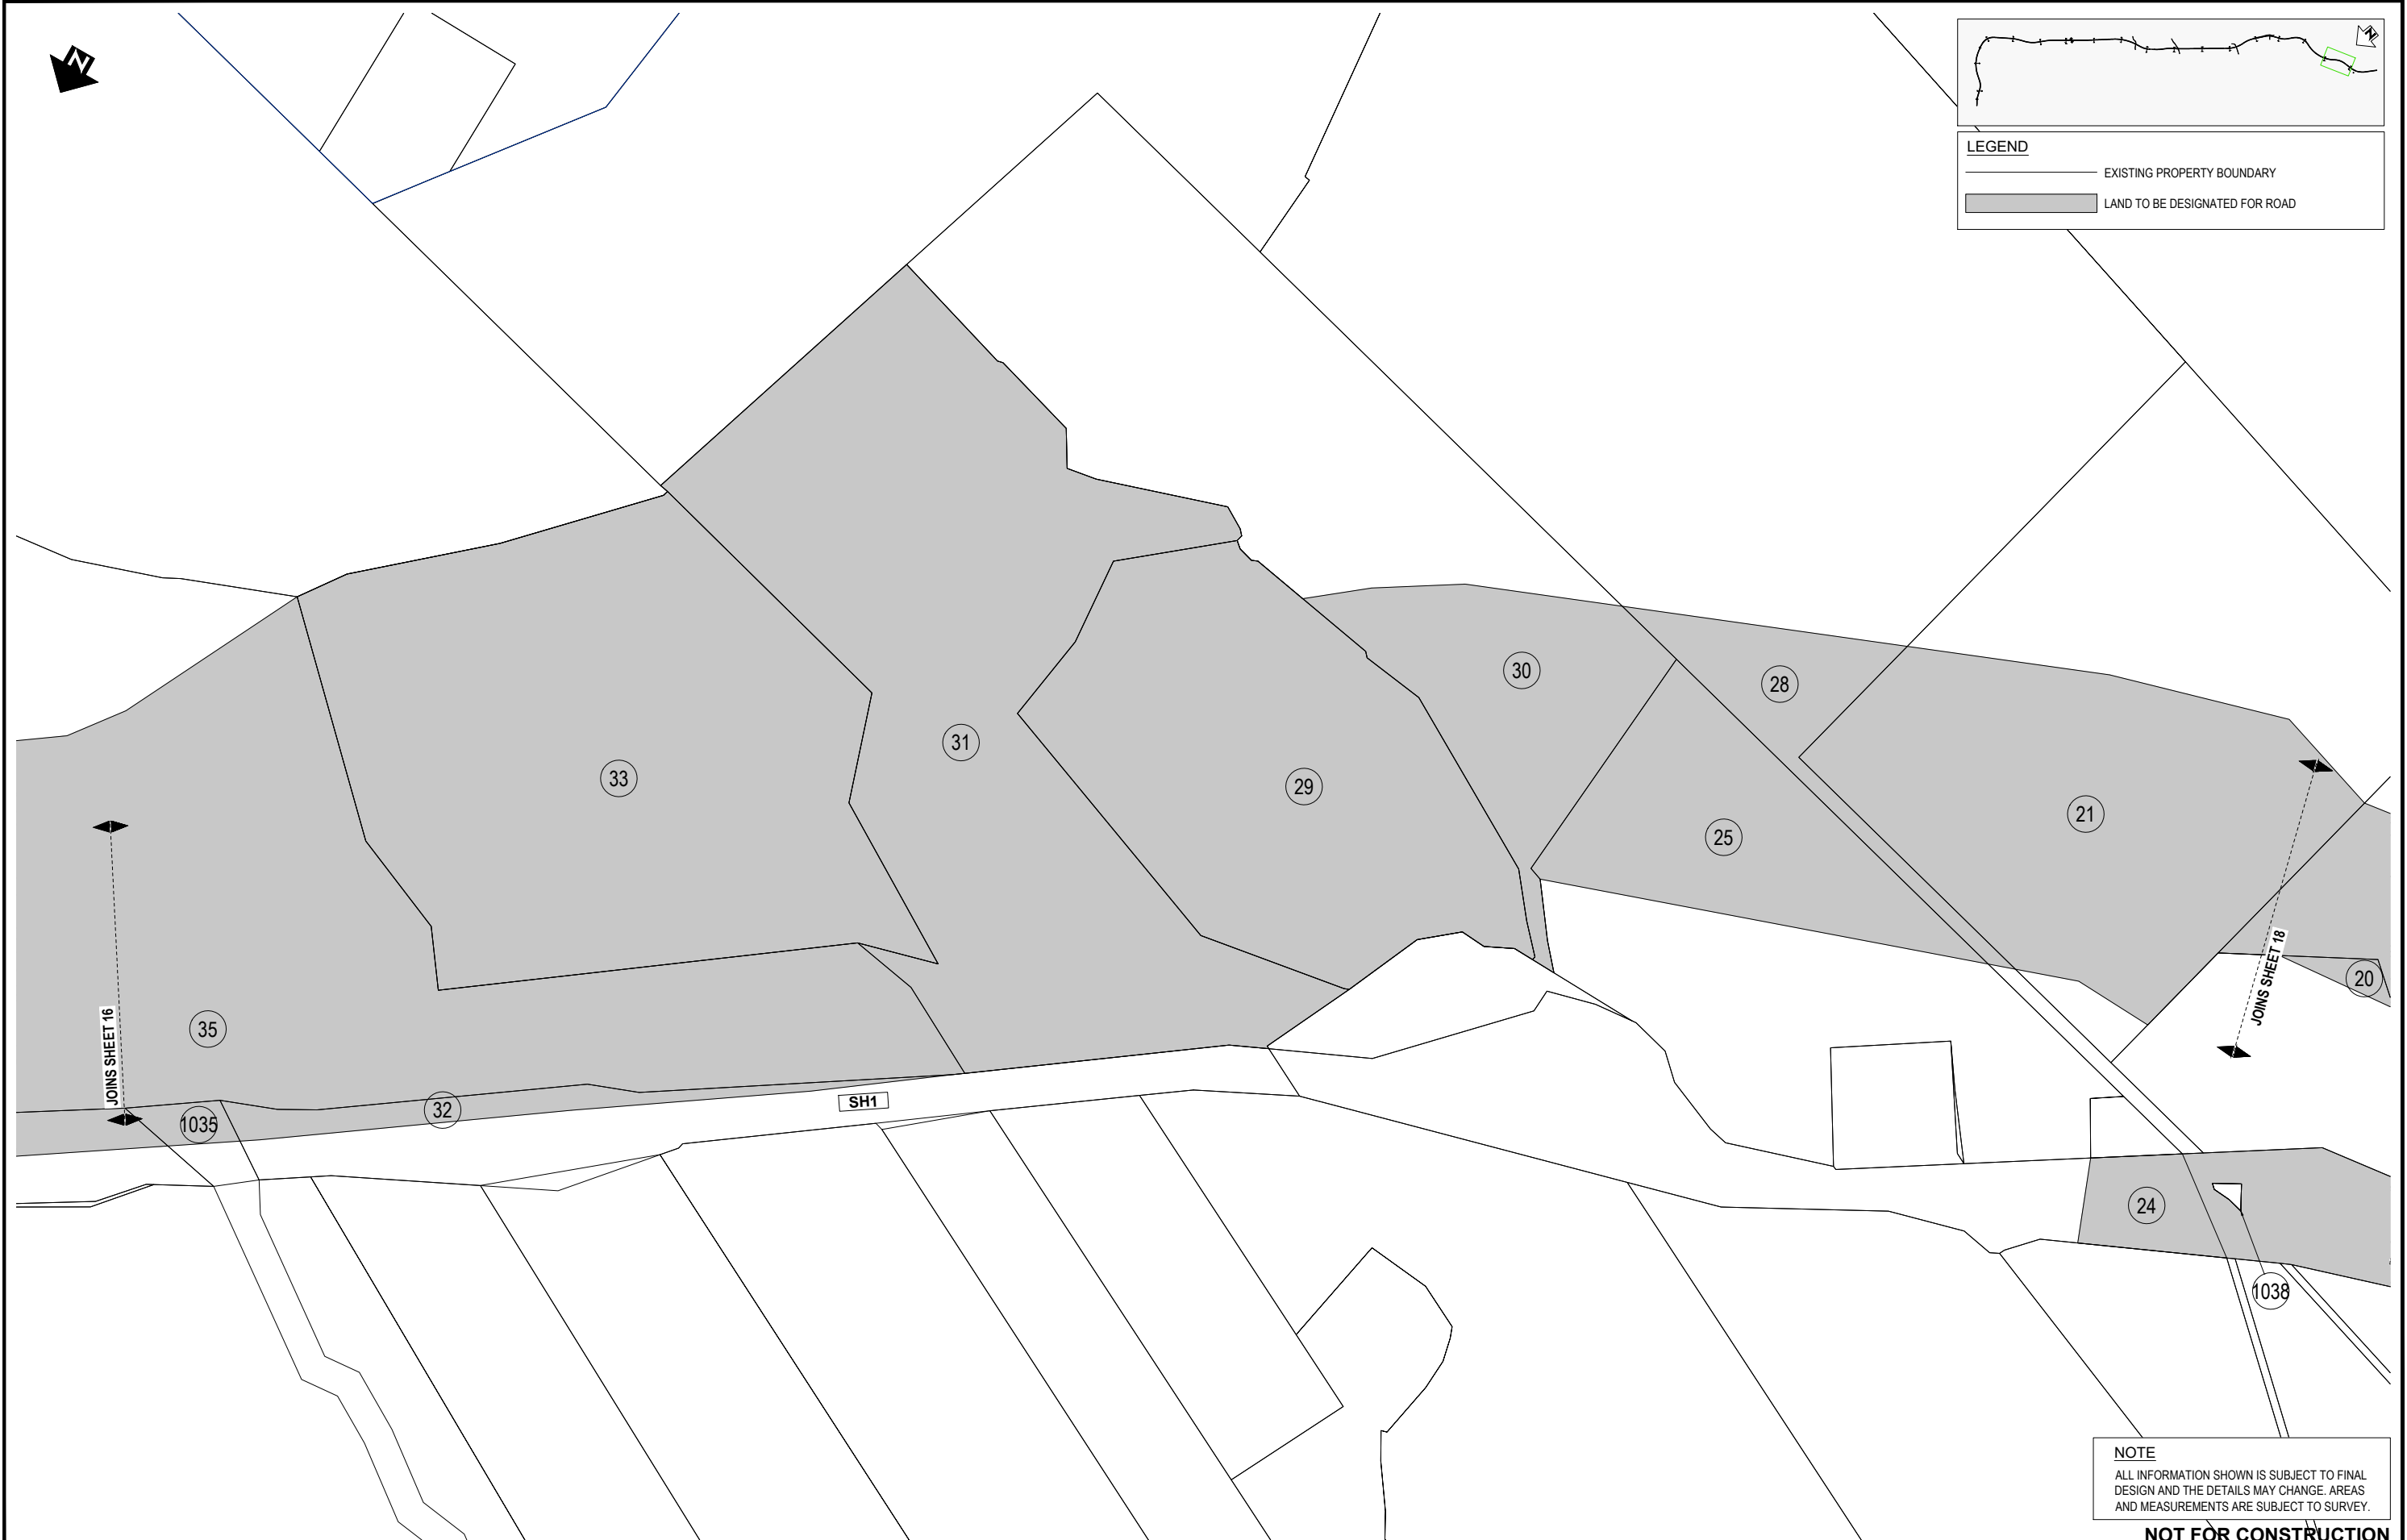 N
N
LEGEND
EXISTING PROPERTY BOUNDARY
LAND TO BE DESIGNATED FOR ROAD
30
28
31
33
29
21
25
JOINS SHEET 18
20
JOINS SHEET 16
35
SH1
32
1035
24
1038
NOTE
ALL INFORMATION SHOWN IS SUBJECT TO FINAL
DESIGN AND THE DETAILS MAY CHANGE. AREAS
AND MEASUREMENTS ARE SUBJECT TO SURVEY.
NOT FOR CONSTRUCTION